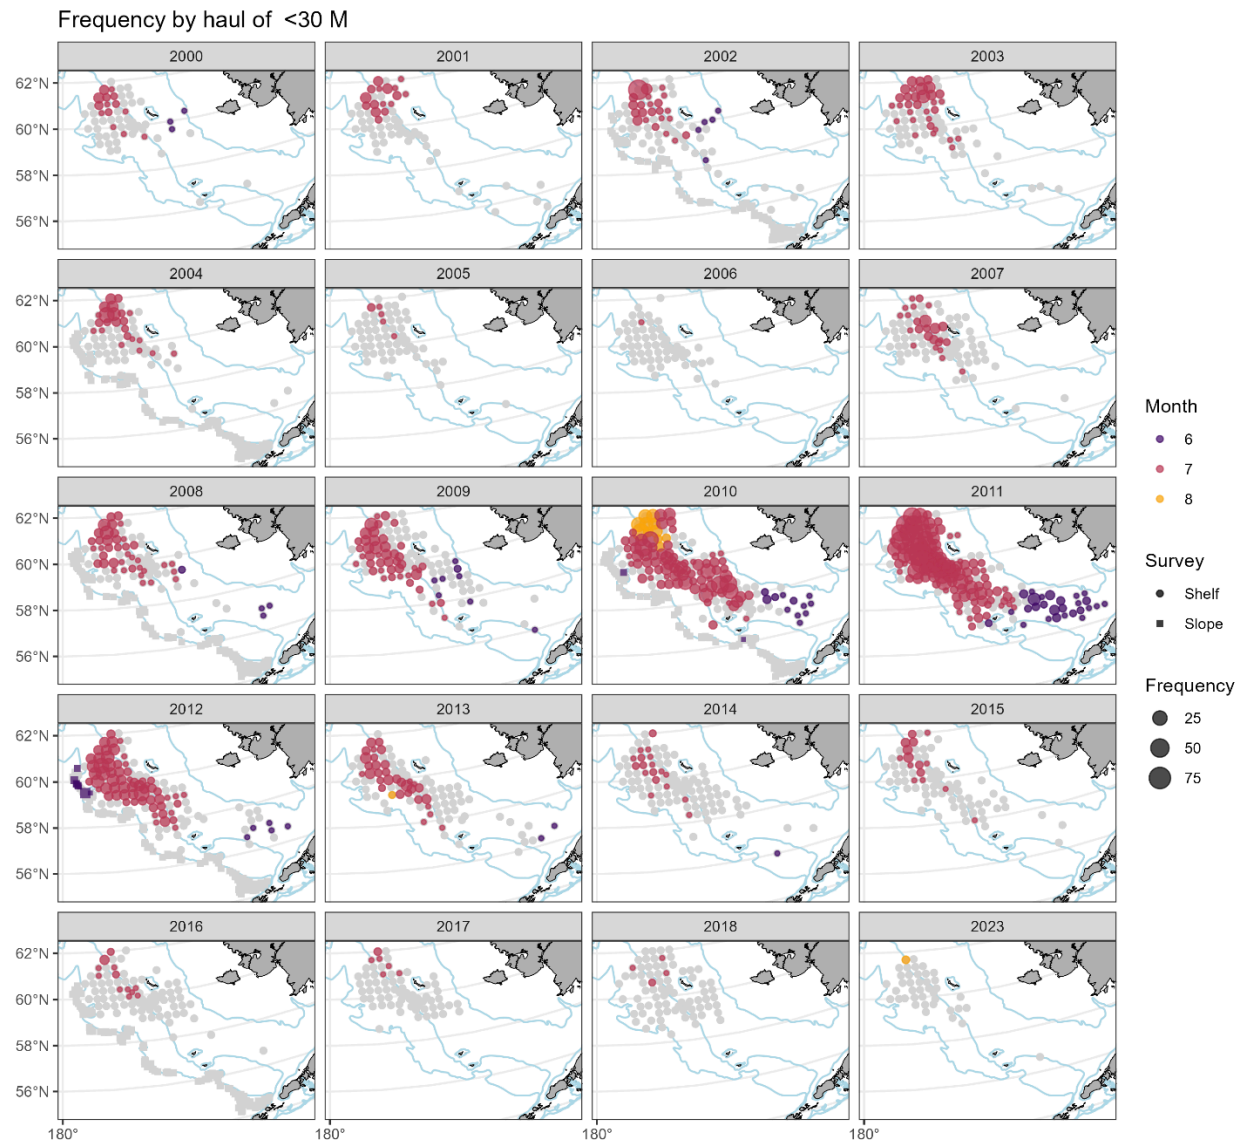 Frequency by haul of  <30 M
2000 2001 2002 2003
62°N
60°N
58°N
56°N
2004 2005 2006 2007
62°N
60°N
58°N
56°N
2008 2009 2010 2011
62°N
60°N
58°N
56°N
2012 2013 2014 2015
62°N
60°N
58°N
56°N
2016 2017 2018 2023
62°N
60°N
58°N
56°N
180° 180° 180° 180°
Month
6
7
8
Survey
Shelf
Slope
Frequency
25
50
75